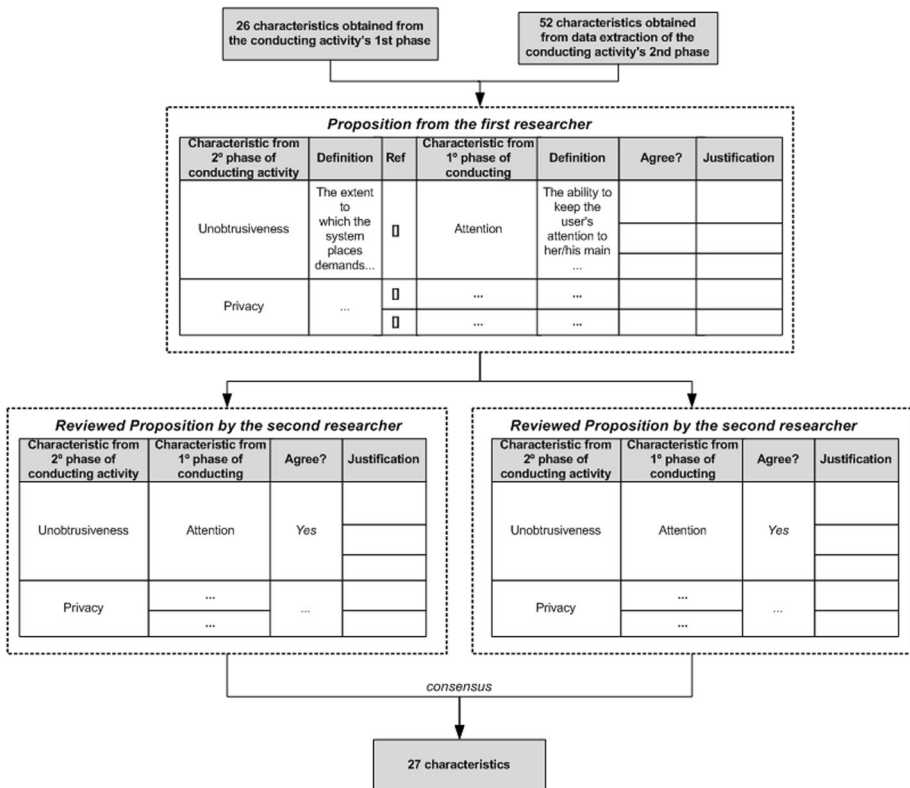 26 characteristics obtained from
the conducting activity's 1st phase
52 characteristics obtained
from data extraction of the
conducting activity's 2nd phase
Proposition from the first researcher
Characteristic from
2º phase of
conducting activity
Definition
Ref
Characteristic from
1º phase of
conducting
Definition
Agree?
Justification
Unobtrusiveness
The extent
to
which the
system
places
demands...
[]
Attention
The ability to
keep the
user's
attention to
her/his main
...
Privacy
...
[]
...
...
[]
...
...
Reviewed Proposition by the second researcher
Characteristic from
2º phase of
conducting activity
Characteristic from
1º phase of
conducting
Agree?
Justification
Unobtrusiveness
Attention
Yes
Privacy
...
...
...
Reviewed Proposition by the second researcher
Characteristic from
2º phase of
conducting activity
Characteristic from
1º phase of
conducting
Agree?
Justification
Unobtrusiveness
Attention
Yes
Privacy
...
...
...
consensus
27 characteristics